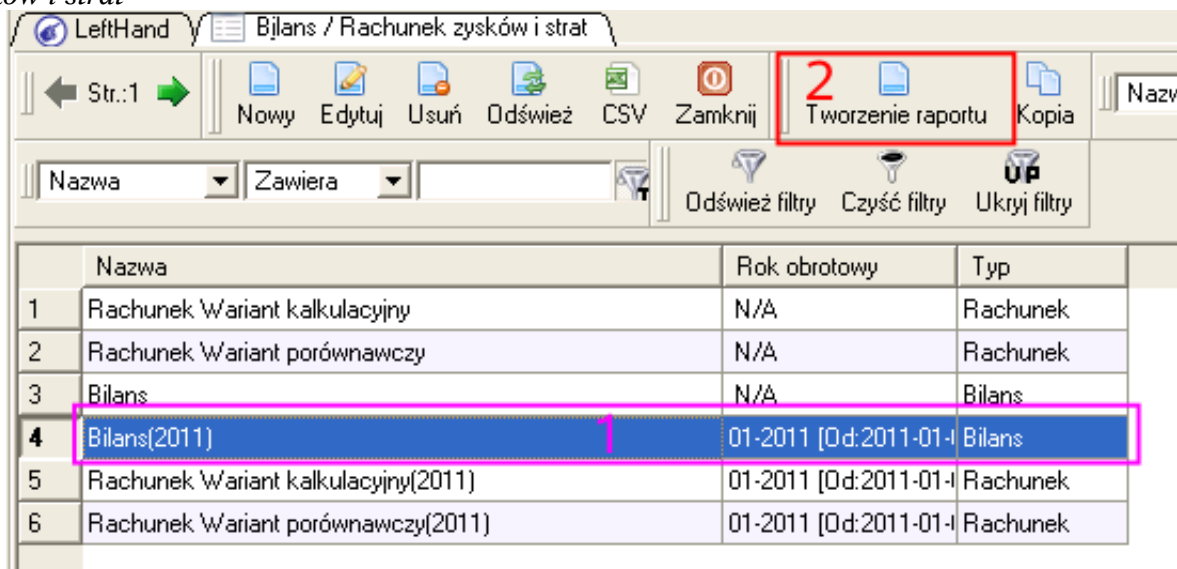 ów i strat
LeftHand Bilans / Rachunek zysków i strat
Str.:1 Nowy Edytuj Usuń Odśwież CSV Zamknij 2 Tworzenie raportu Kopia
Nazwa Zawiera T Odśwież filtry Czyść filtry UP Ukryj filtry
Nazwa Rok obrotowy Typ
1 Rachunek Wariant kalkulacyjny N/A Rachunek
2 Rachunek Wariant porównawczy N/A Rachunek
3 Bilans N/A Bilans
4 Bilans(2011) 1 01-2011 [Od:2011-01- Bilans
5 Rachunek Wariant kalkulacyjny(2011) 01-2011 [Od:2011-01- Rachunek
6 Rachunek Wariant porównawczy(2011) 01-2011 [Od:2011-01- Rachunek